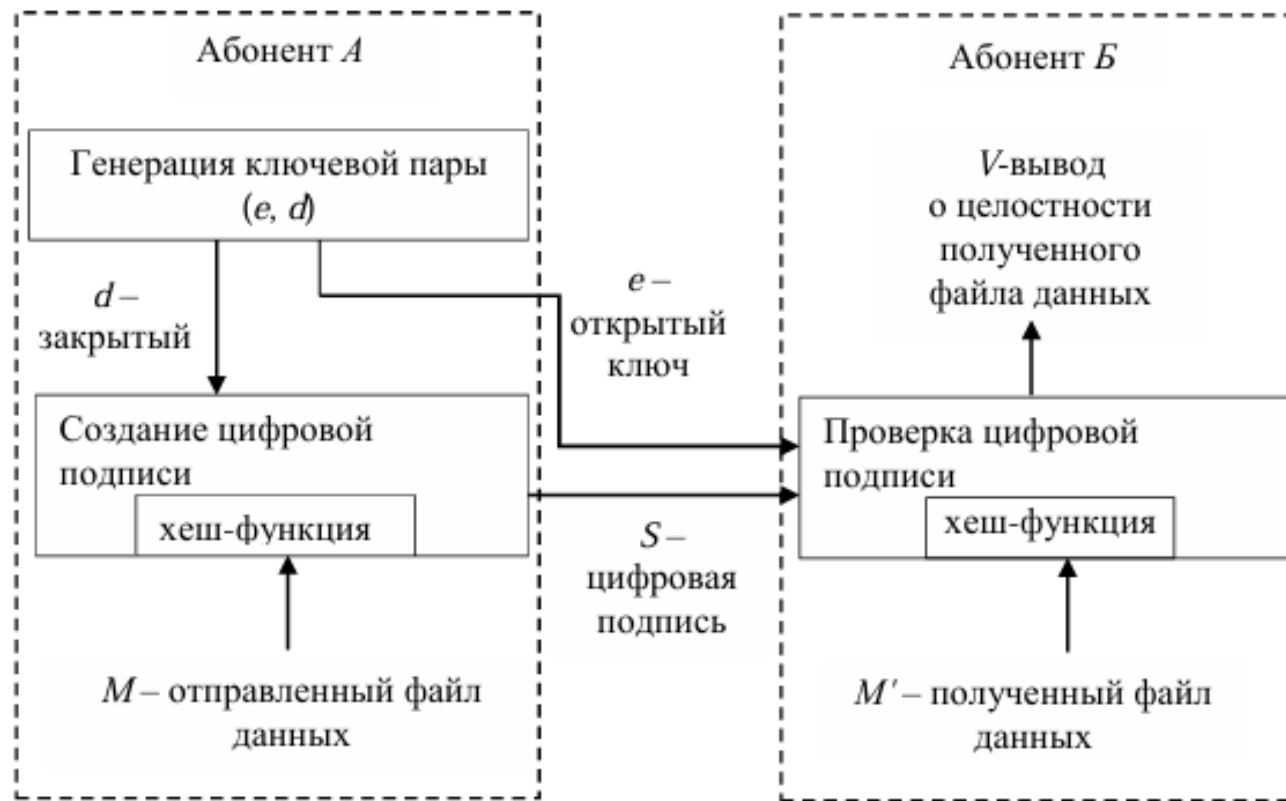 Абонент А
Генерация ключевой пары
(e, d)
d –
закрытый
Создание цифровой
подписи
хеш-функция
M – отправленный файл
данных
e –
открытый
ключ
S –
цифровая
подпись
Абонент Б
V-вывод
о целостности
полученного
файла данных
Проверка цифровой
подписи
хеш-функция
M′ – полученный файл
данных